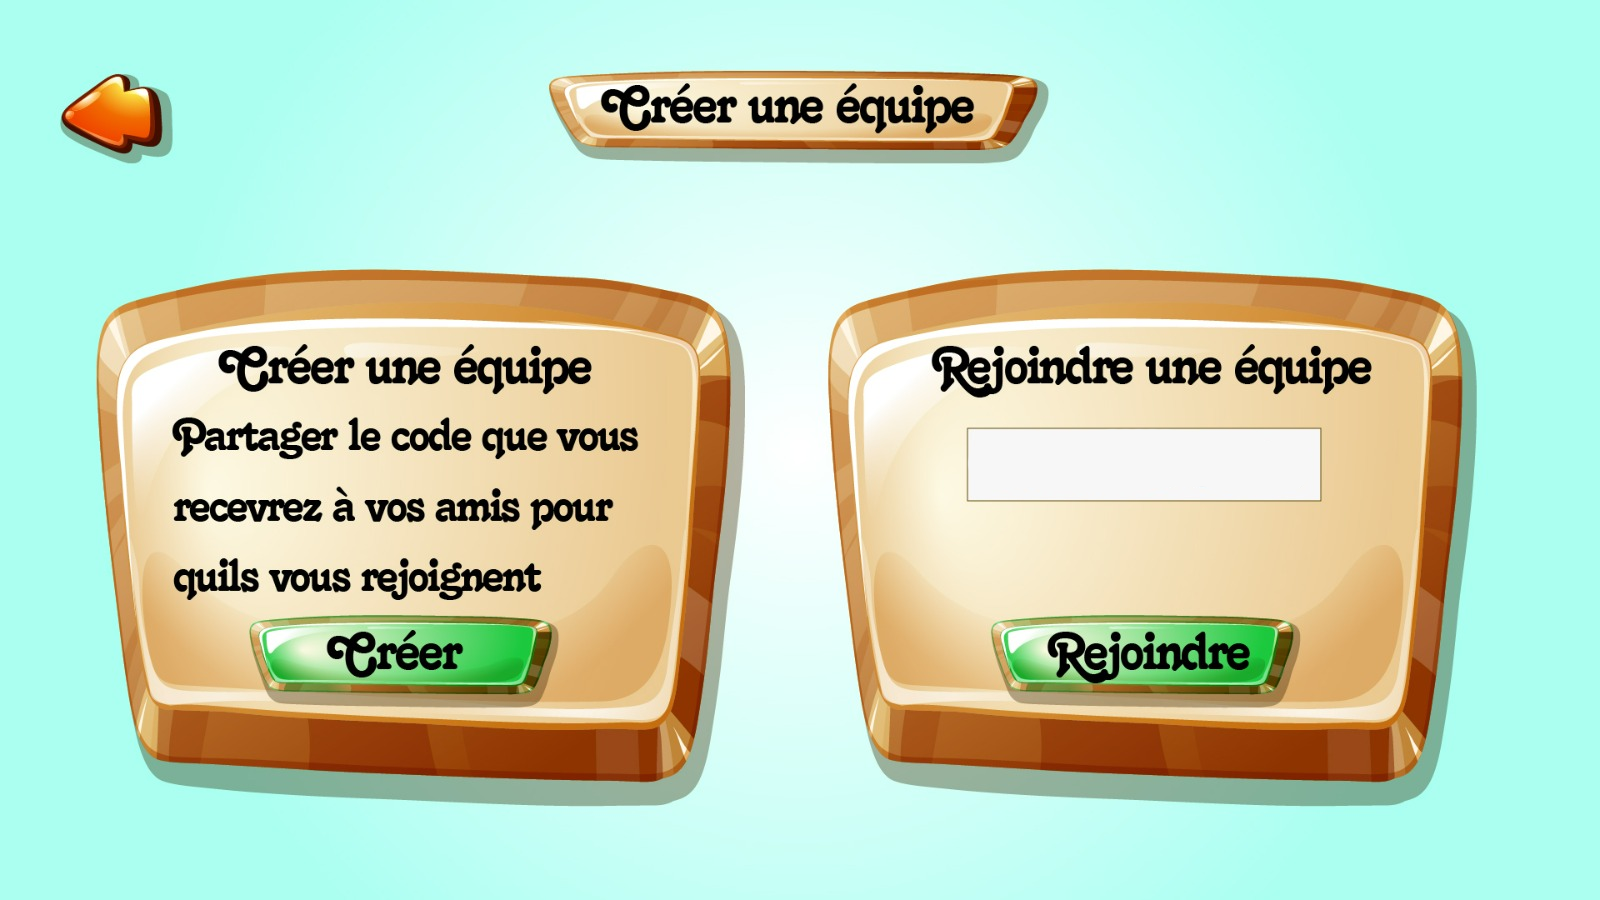 Créer une équipe
Créer une équipe
Partager le code que vous
recevrez à vos amis pour
quils vous rejoignent
Créer
Rejoindre une équipe
Rejoindre